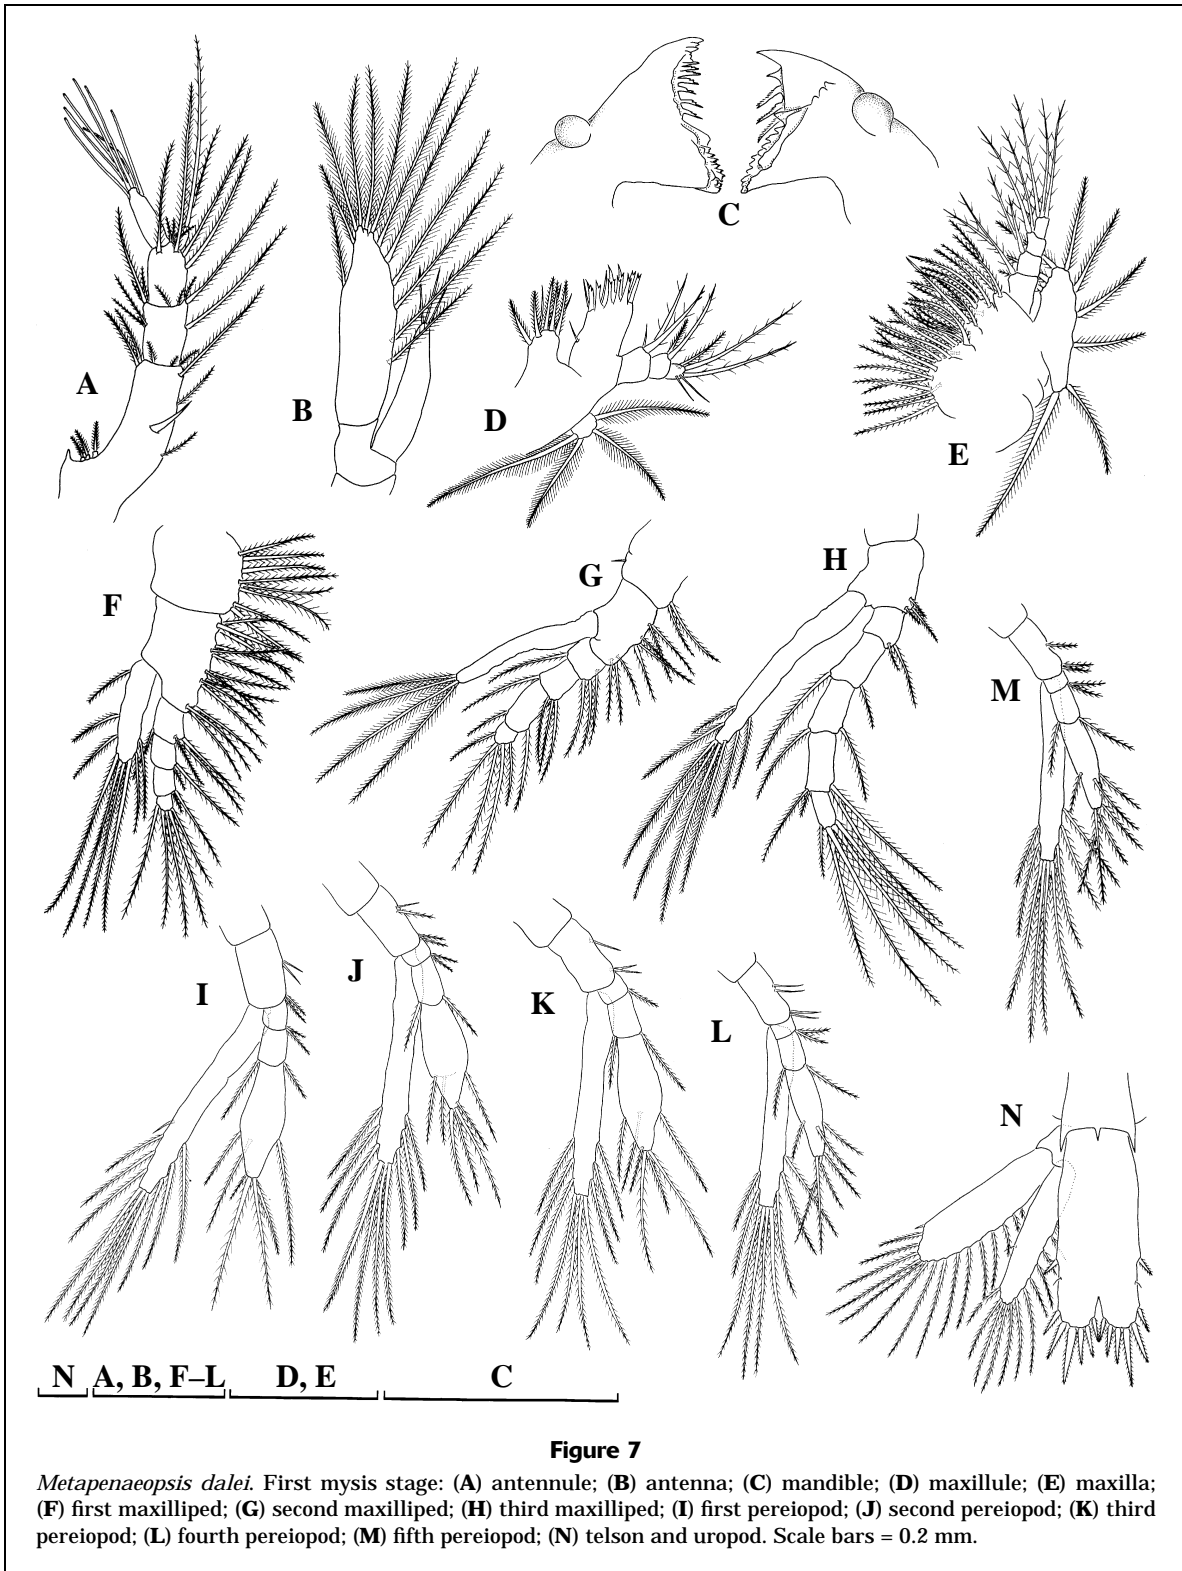 C
A
B
D
E
F
G
H
M
I
J
K
L
N
N A, B, F–L D, E C
Figure 7
Metapenaeopsis dalei. First mysis stage: (A) antennule; (B) antenna; (C) mandible; (D) maxillule; (E) maxilla;
(F) first maxilliped; (G) second maxilliped; (H) third maxilliped; (I) first pereiopod; (J) second pereiopod; (K) third
pereiopod; (L) fourth pereiopod; (M) fifth pereiopod; (N) telson and uropod. Scale bars = 0.2 mm.